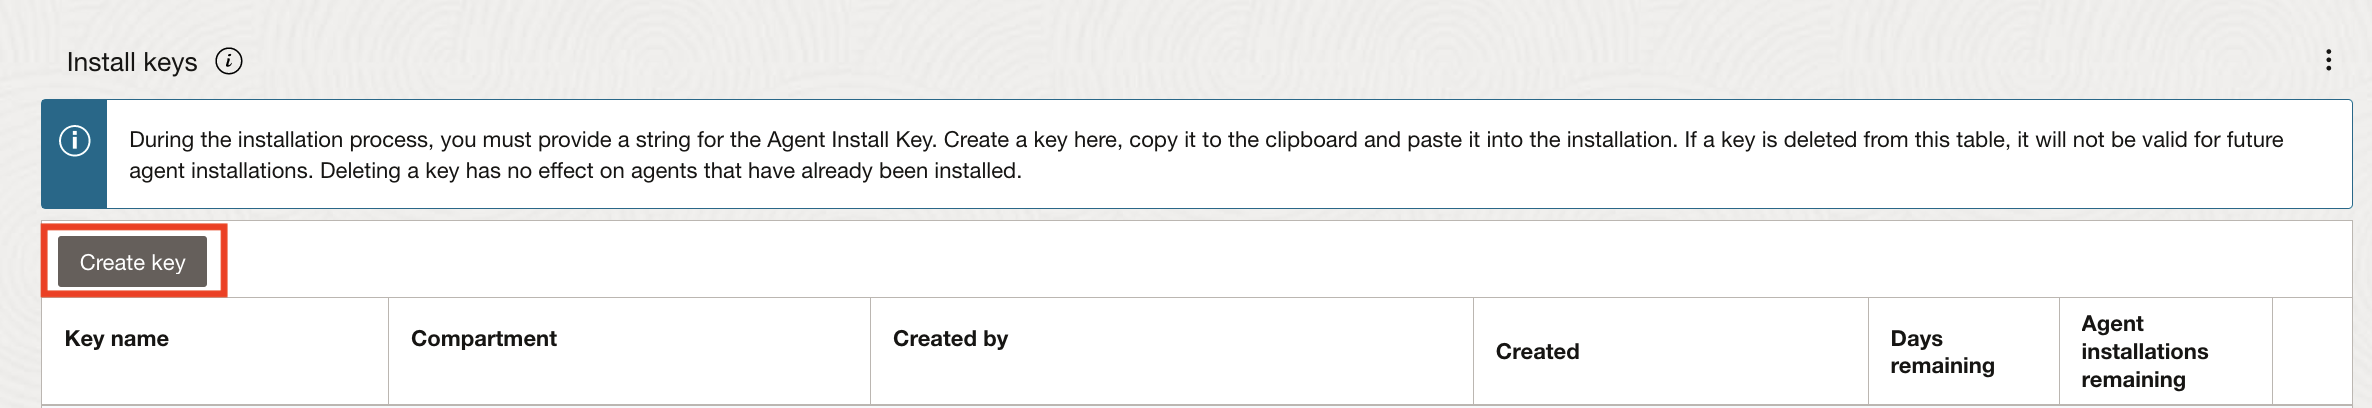 Install keys
During the installation process, you must provide a string for the Agent Install Key. Create a key here, copy it to the clipboard and paste it into the installation. If a key is deleted from this table, it will not be valid for future
agent installations. Deleting a key has no effect on agents that have already been installed.
Create key
Key name
Compartment
Created by
Created
Days
remaining
Agent
installations
remaining